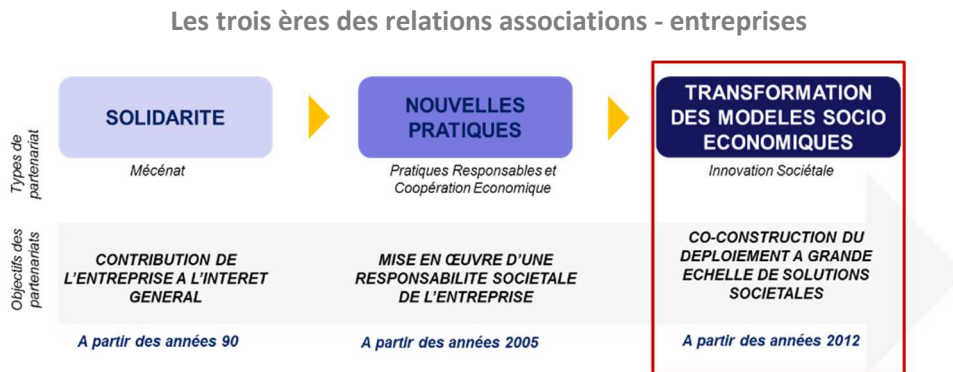 Les trois ères des relations associations - entreprises
SOLIDARITE
NOUVELLES
PRATIQUES
TRANSFORMATION
DES MODELES SOCIO
ECONOMIQUES
Types de
partenariat
Mécénat
Pratiques Responsables et
Coopération Economique
Innovation Sociétale
Objectifs des
partenariats
CONTRIBUTION DE
L'ENTREPRISE A L'INTERET
GENERAL
MISE EN ŒUVRE D'UNE
RESPONSABILITE SOCIETALE
DE L'ENTREPRISE
CO-CONSTRUCTION DU
DEPLOIEMENT A GRANDE
ECHELLE DE SOLUTIONS
SOCIETALES
A partir des années 90
A partir des années 2005
A partir des années 2012